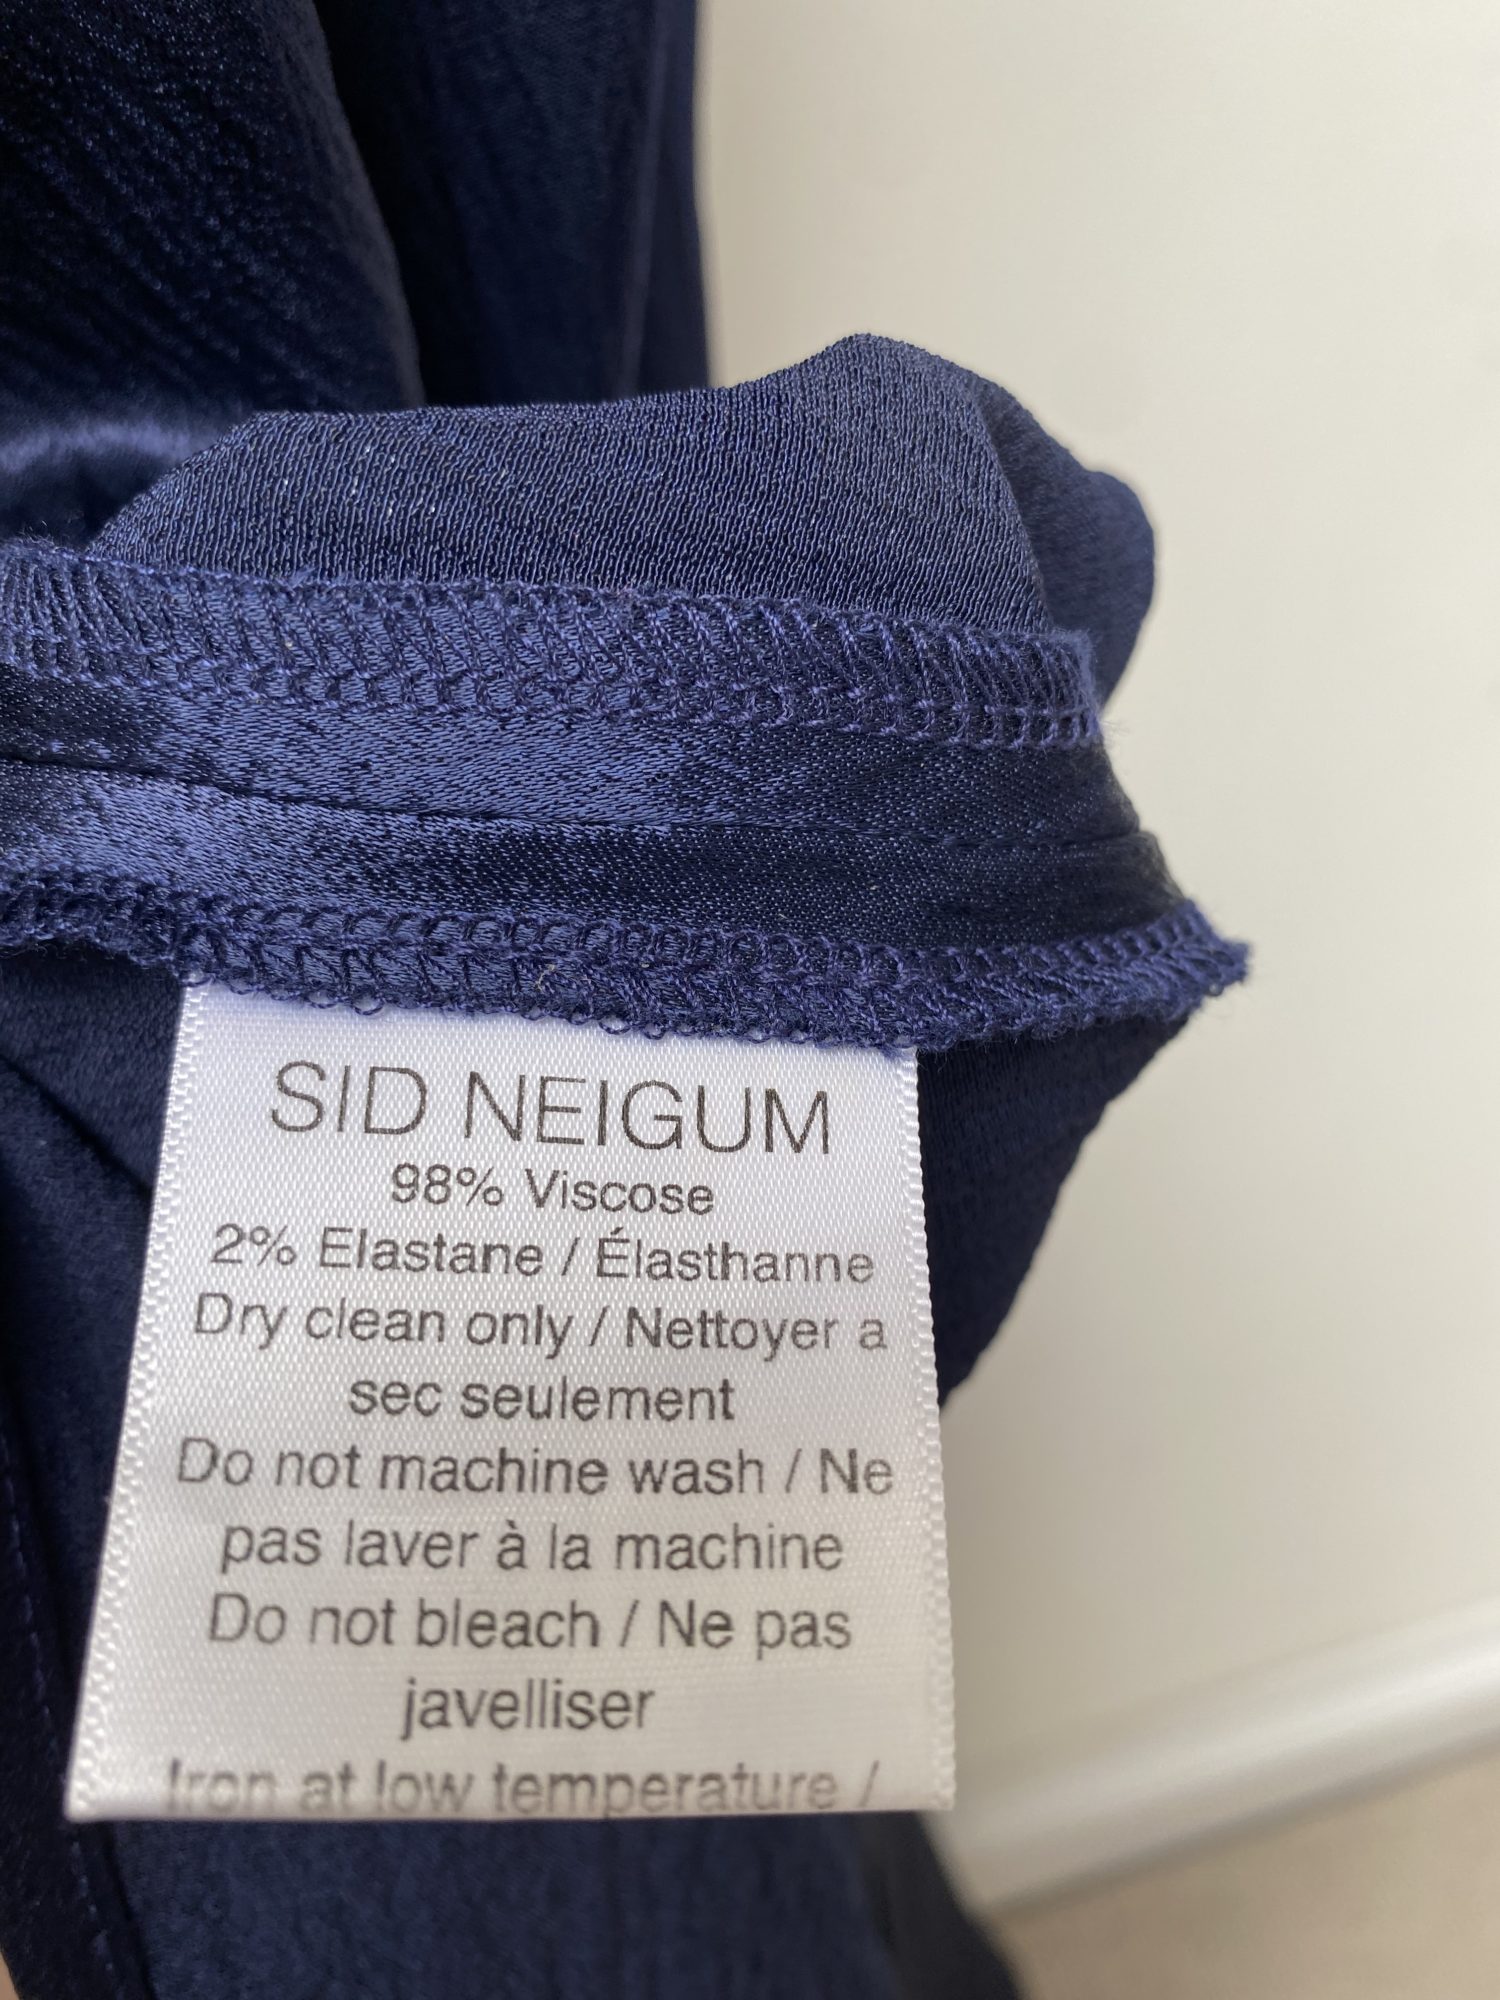 SID NEIGUM
98% Viscose
2% Elastane / Élasthanne
Dry clean only / Nettoyer a
sec seulement
Do not machine wash / Ne
pas laver à la machine
Do not bleach / Ne pas
javelliser
Iron at low temperature /